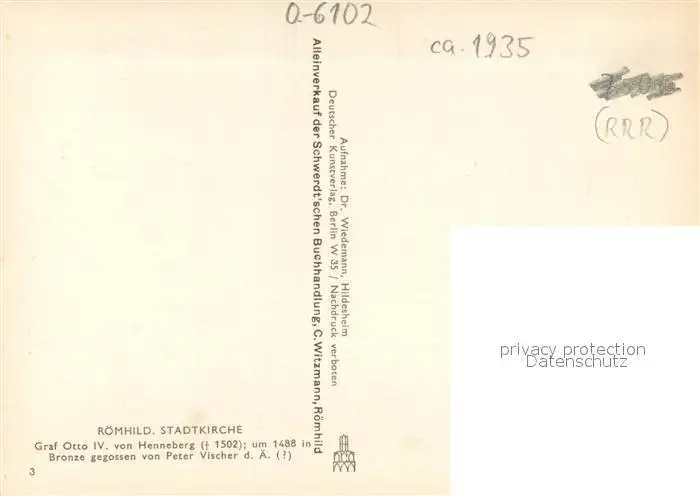 O-6102
ca. 1935
(RRR)
Alleinverkauf der Schwerdt'schen Buchhandlung, C. Witzmann, Römhild
Deutscher Kunstverlag, Berlin W 35 / Nachdruck verboten
Aufnahme: Dr. Wiedemann, Hildesheim
privacy protection
Datenschutz
RÖMHILD. STADTKIRCHE
Graf Otto IV. von Henneberg († 1502); um 1488 in
Bronze gegossen von Peter Vischer d. Ä. (?)
3